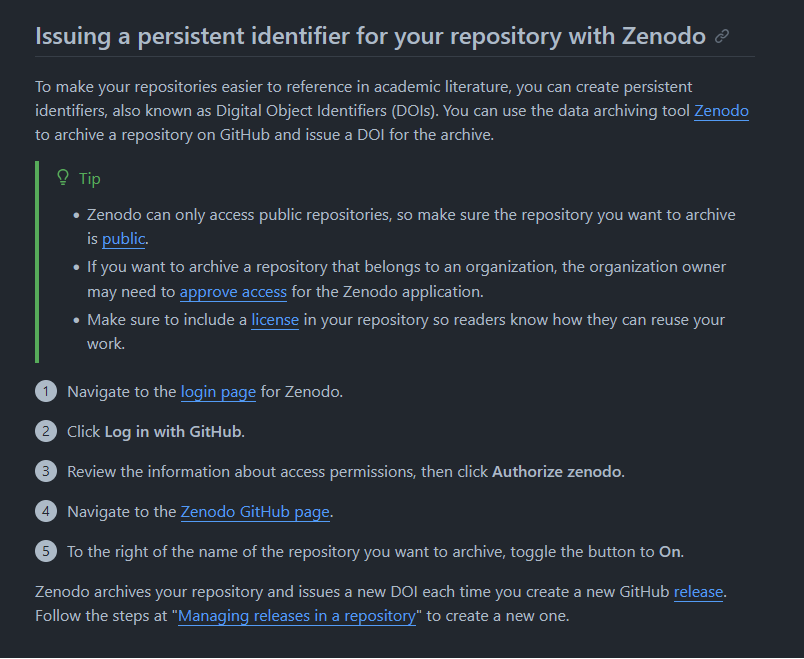 Issuing a persistent identifier for your repository with Zenodo
To make your repositories easier to reference in academic literature, you can create persistent
identifiers, also known as Digital Object Identifiers (DOIs). You can use the data archiving tool Zenodo
to archive a repository on GitHub and issue a DOI for the archive.
Tip
• Zenodo can only access public repositories, so make sure the repository you want to archive
is public.
• If you want to archive a repository that belongs to an organization, the organization owner
may need to approve access for the Zenodo application.
• Make sure to include a license in your repository so readers know how they can reuse your
work.
1 Navigate to the login page for Zenodo.
2 Click Log in with GitHub.
3 Review the information about access permissions, then click Authorize zenodo.
4 Navigate to the Zenodo GitHub page.
5 To the right of the name of the repository you want to archive, toggle the button to On.
Zenodo archives your repository and issues a new DOI each time you create a new GitHub release.
Follow the steps at "Managing releases in a repository" to create a new one.